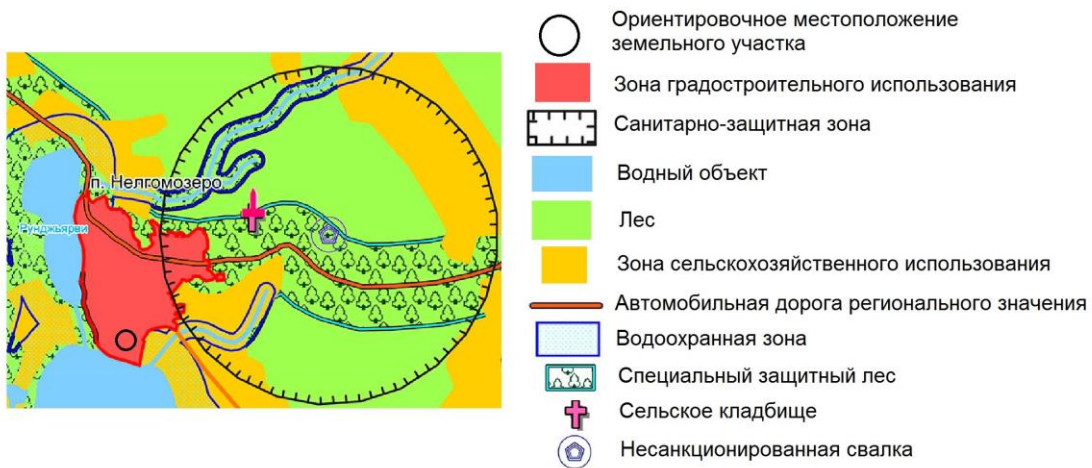 п. Нелгомозеро
Рунджьярви
Ориентировочное местоположение
земельного участка
Зона градостроительного использования
Санитарно-защитная зона
Водный объект
Лес
Зона сельскохозяйственного использования
Автомобильная дорога регионального значения
Водоохранная зона
Специальный защитный лес
Сельское кладбище
Несанкционированная свалка